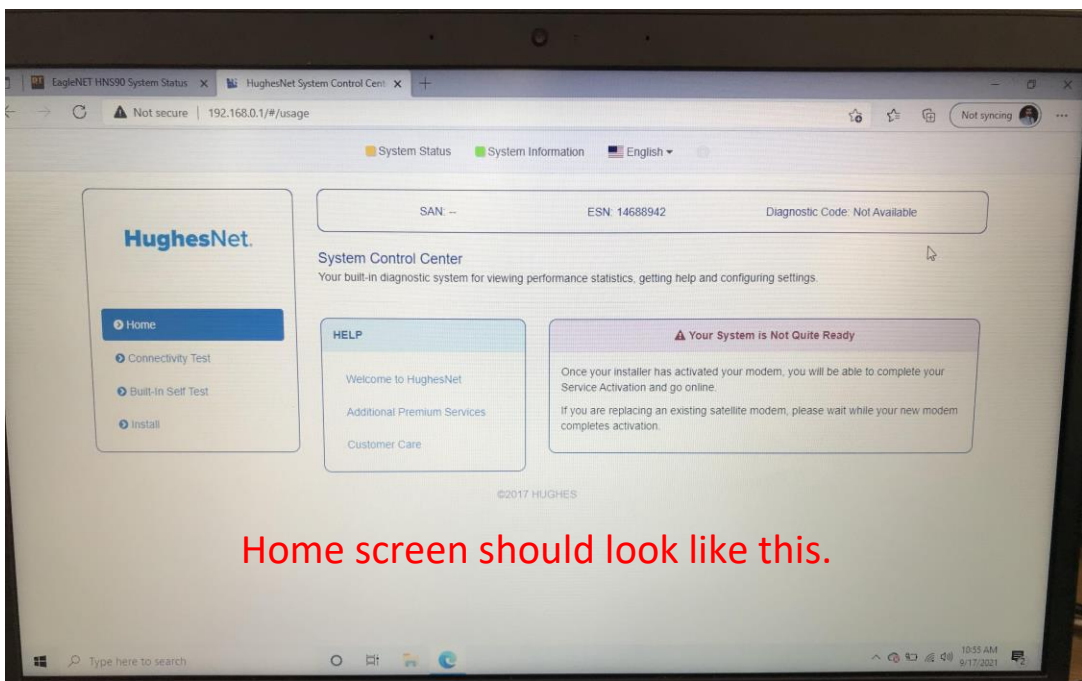 EagleNET HNS90 System Status
HughesNet System Control Cent
Not secure
192.168.0.1/#/usage
Not syncing
System Status
System Information
English
HughesNet.
SAN: --
ESN: 14688942
Diagnostic Code: Not Available
System Control Center
Your built-in diagnostic system for viewing performance statistics, getting help and configuring settings.
Home
Connectivity Test
Built-In Self Test
Install
HELP
Welcome to HughesNet
Additional Premium Services
Customer Care
Your System is Not Quite Ready
Once your installer has activated your modem, you will be able to complete your
Service Activation and go online.
If you are replacing an existing satellite modem, please wait while your new modem
completes activation.
©2017 HUGHES
Home screen should look like this.
Type here to search
10:55 AM
9/17/2021